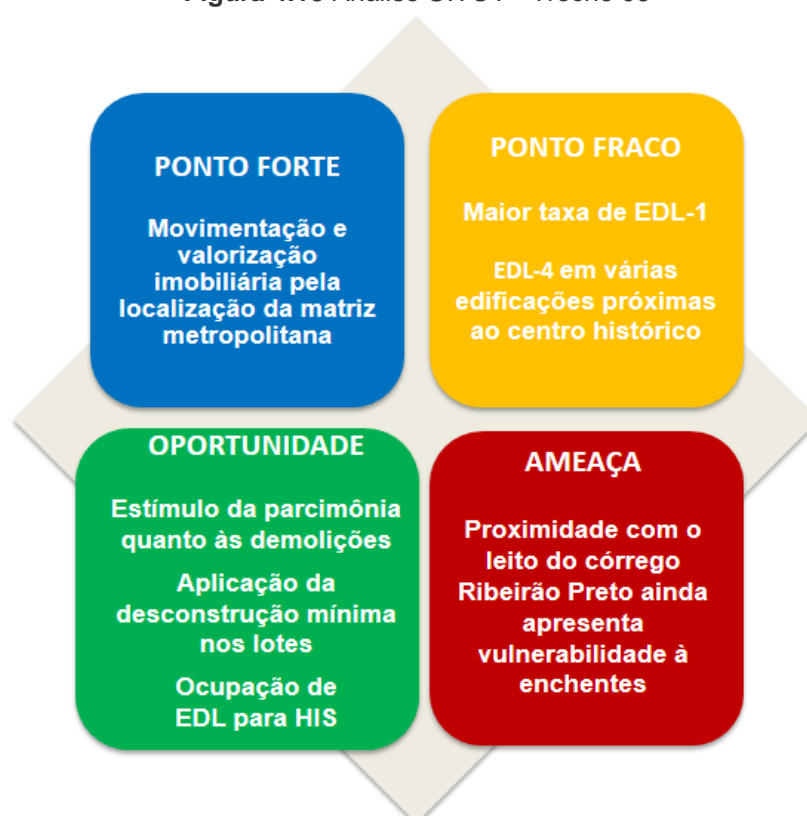 PONTO FORTE
Movimentação e
valorização
imobiliária pela
localização da matriz
metropolitana
PONTO FRACO
Maior taxa de EDL-1
EDL-4 em várias
edificações próximas
ao centro histórico
OPORTUNIDADE
Estímulo da parcimônia
quanto às demolições
Aplicação da
desconstrução mínima
nos lotes
Ocupação de
EDL para HIS
AMEAÇA
Proximidade com o
leito do córrego
Ribeirão Preto ainda
apresenta
vulnerabilidade à
enchentes